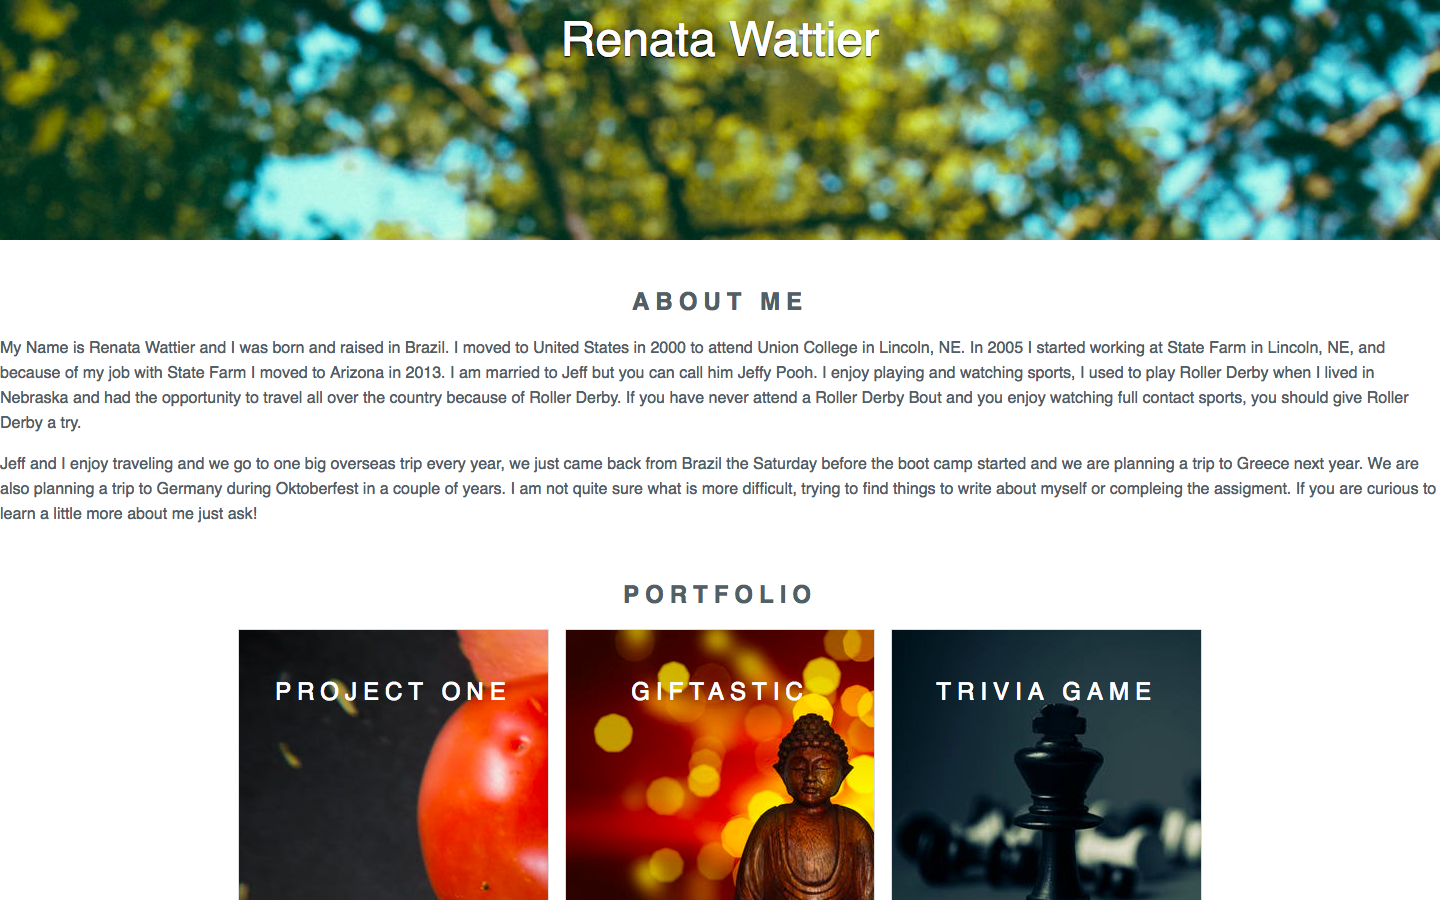 Renata Wattier
ABOUT ME
My Name is Renata Wattier and I was born and raised in Brazil. I moved to United States in 2000 to attend Union College in Lincoln, NE. In 2005 I started working at State Farm in Lincoln, NE, and
because of my job with State Farm I moved to Arizona in 2013. I am married to Jeff but you can call him Jeffy Pooh. I enjoy playing and watching sports, I used to play Roller Derby when I lived in
Nebraska and had the opportunity to travel all over the country because of Roller Derby. If you have never attend a Roller Derby Bout and you enjoy watching full contact sports, you should give Roller
Derby a try.
Jeff and I enjoy traveling and we go to one big overseas trip every year, we just came back from Brazil the Saturday before the boot camp started and we are planning a trip to Greece next year. We are
also planning a trip to Germany during Oktoberfest in a couple of years. I am not quite sure what is more difficult, trying to find things to write about myself or compleing the assigment. If you are curious to
learn a little more about me just ask!
PORTFOLIO
PROJECT ONE
GIFTASTIC
TRIVIA GAME